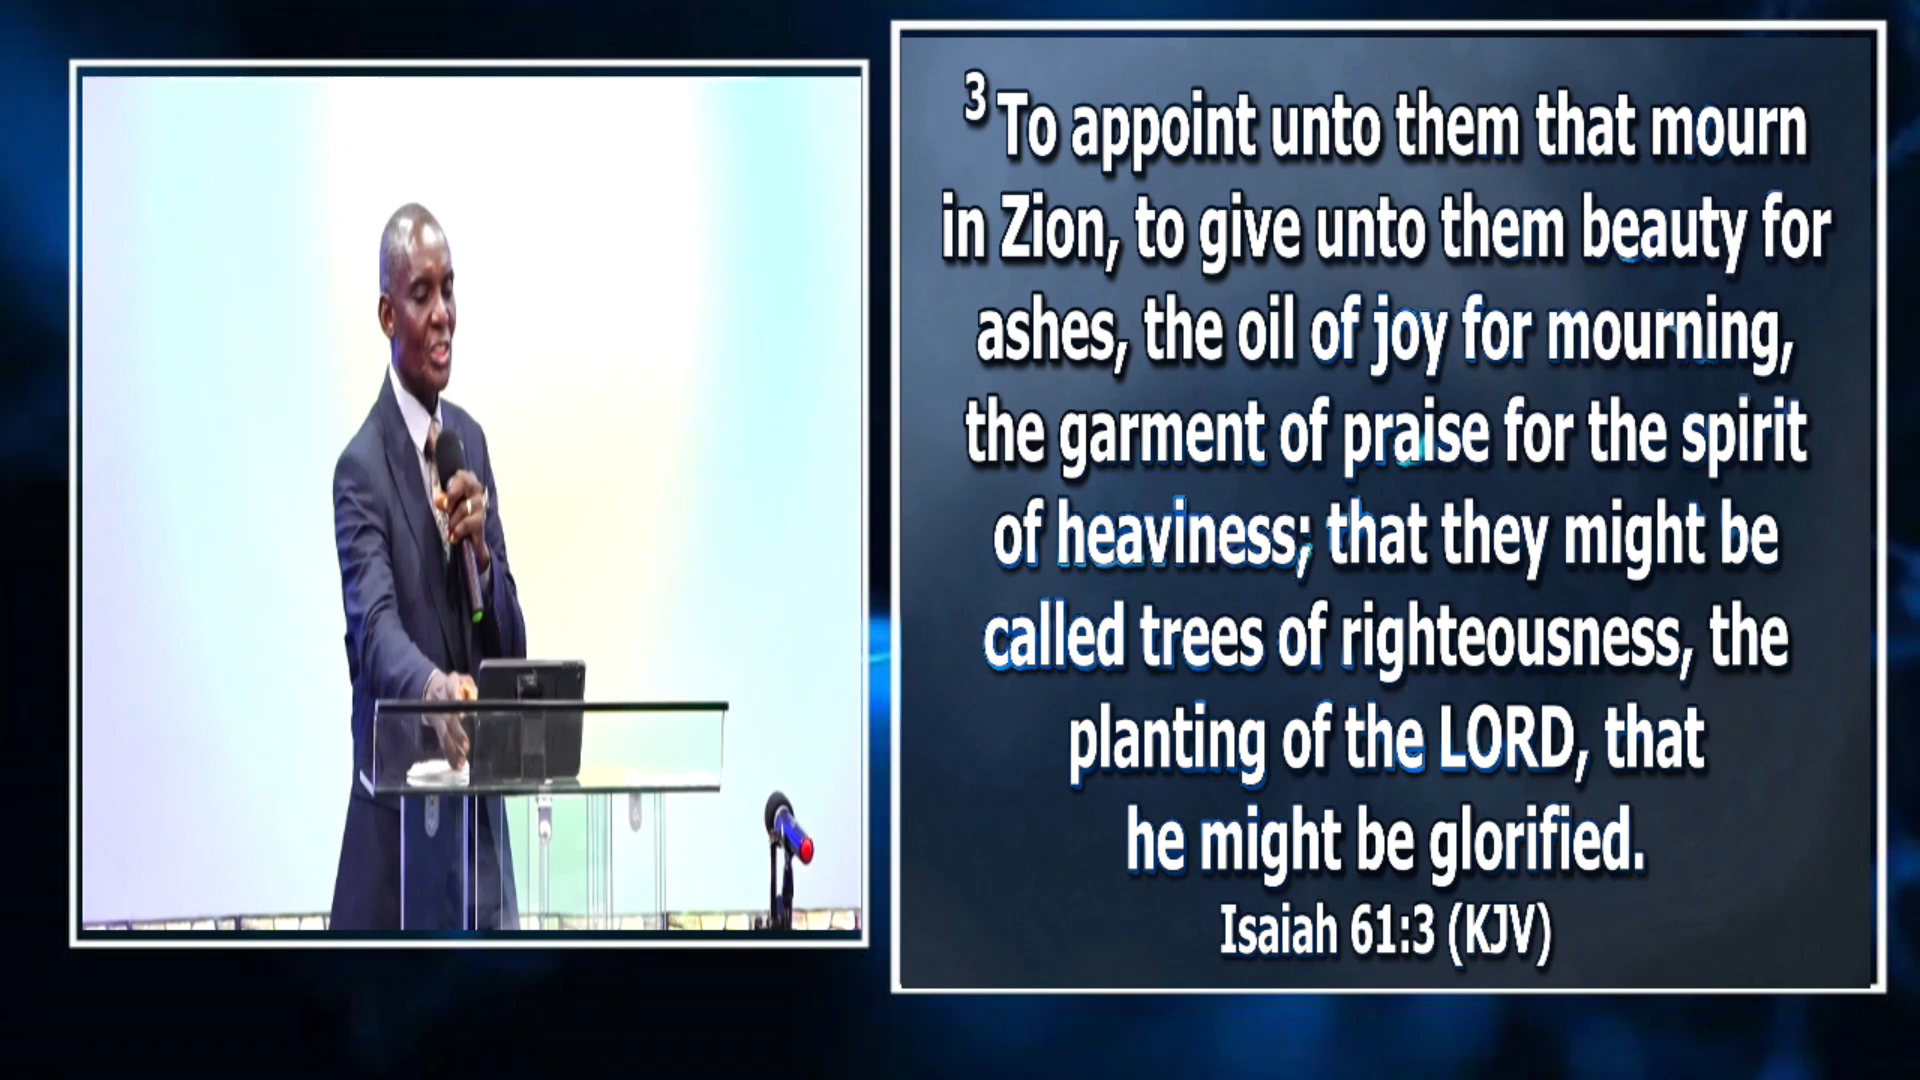 3 To appoint unto them that mourn
in Zion, to give unto them beauty for
ashes, the oil of joy for mourning,
the garment of praise for the spirit
of heaviness; that they might be
called trees of righteousness, the
planting of the LORD, that
he might be glorified.
Isaiah 61:3 (KJV)